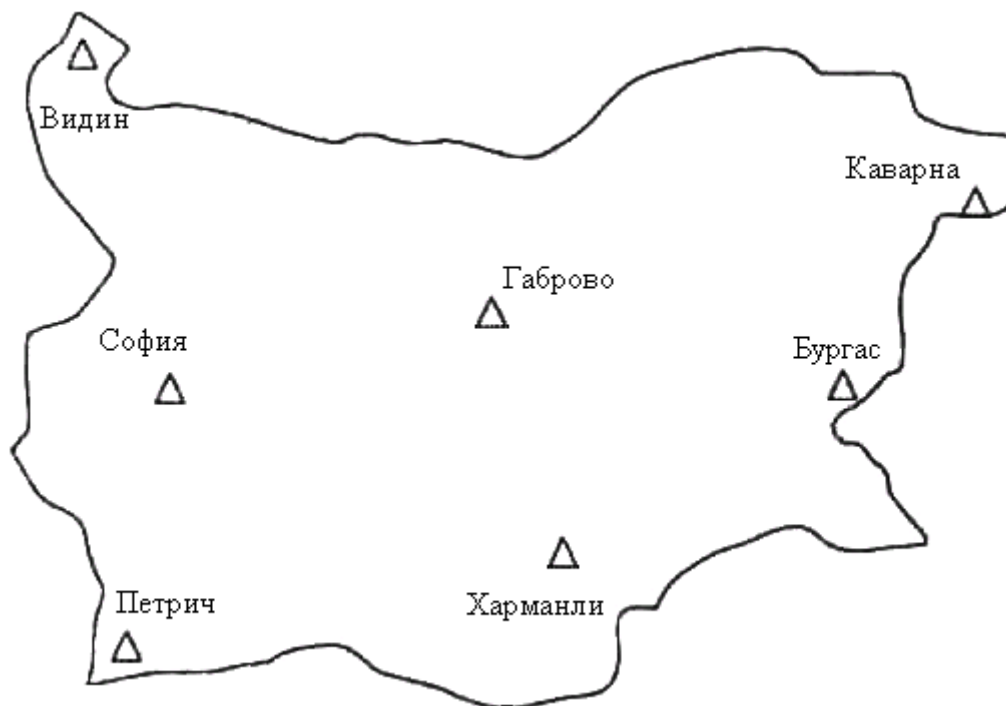 Видин
Каварна
Габрово
София
Бургас
Петрич
Харманли